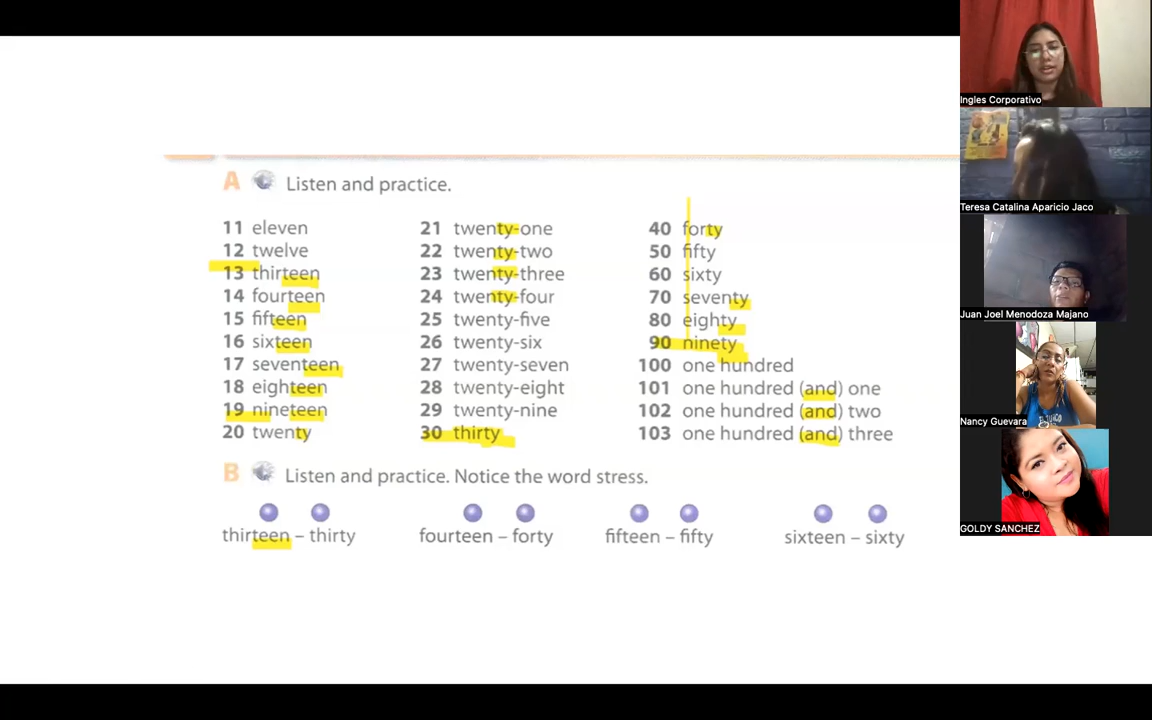 A Listen and practice.
11 eleven
12 twelve
13 thirteen
14 fourteen
15 fifteen
16 sixteen
17 seventeen
18 eighteen
19 nineteen
20 twenty
21 twenty-one
22 twenty-two
23 twenty-three
24 twenty-four
25 twenty-five
26 twenty-six
27 twenty-seven
28 twenty-eight
29 twenty-nine
30 thirty
40 forty
50 fifty
60 sixty
70 seventy
80 eighty
90 ninety
100 one hundred
101 one hundred (and) one
102 one hundred (and) two
103 one hundred (and) three
B Listen and practice. Notice the word stress.
thirteen – thirty
fourteen – forty
fifteen – fifty
sixteen – sixty
Ingles Corporativo
Teresa Catalina Aparicio Jaco
Juan Joel Menodoza Majano
Nancy Guevara
GOLDY SANCHEZ